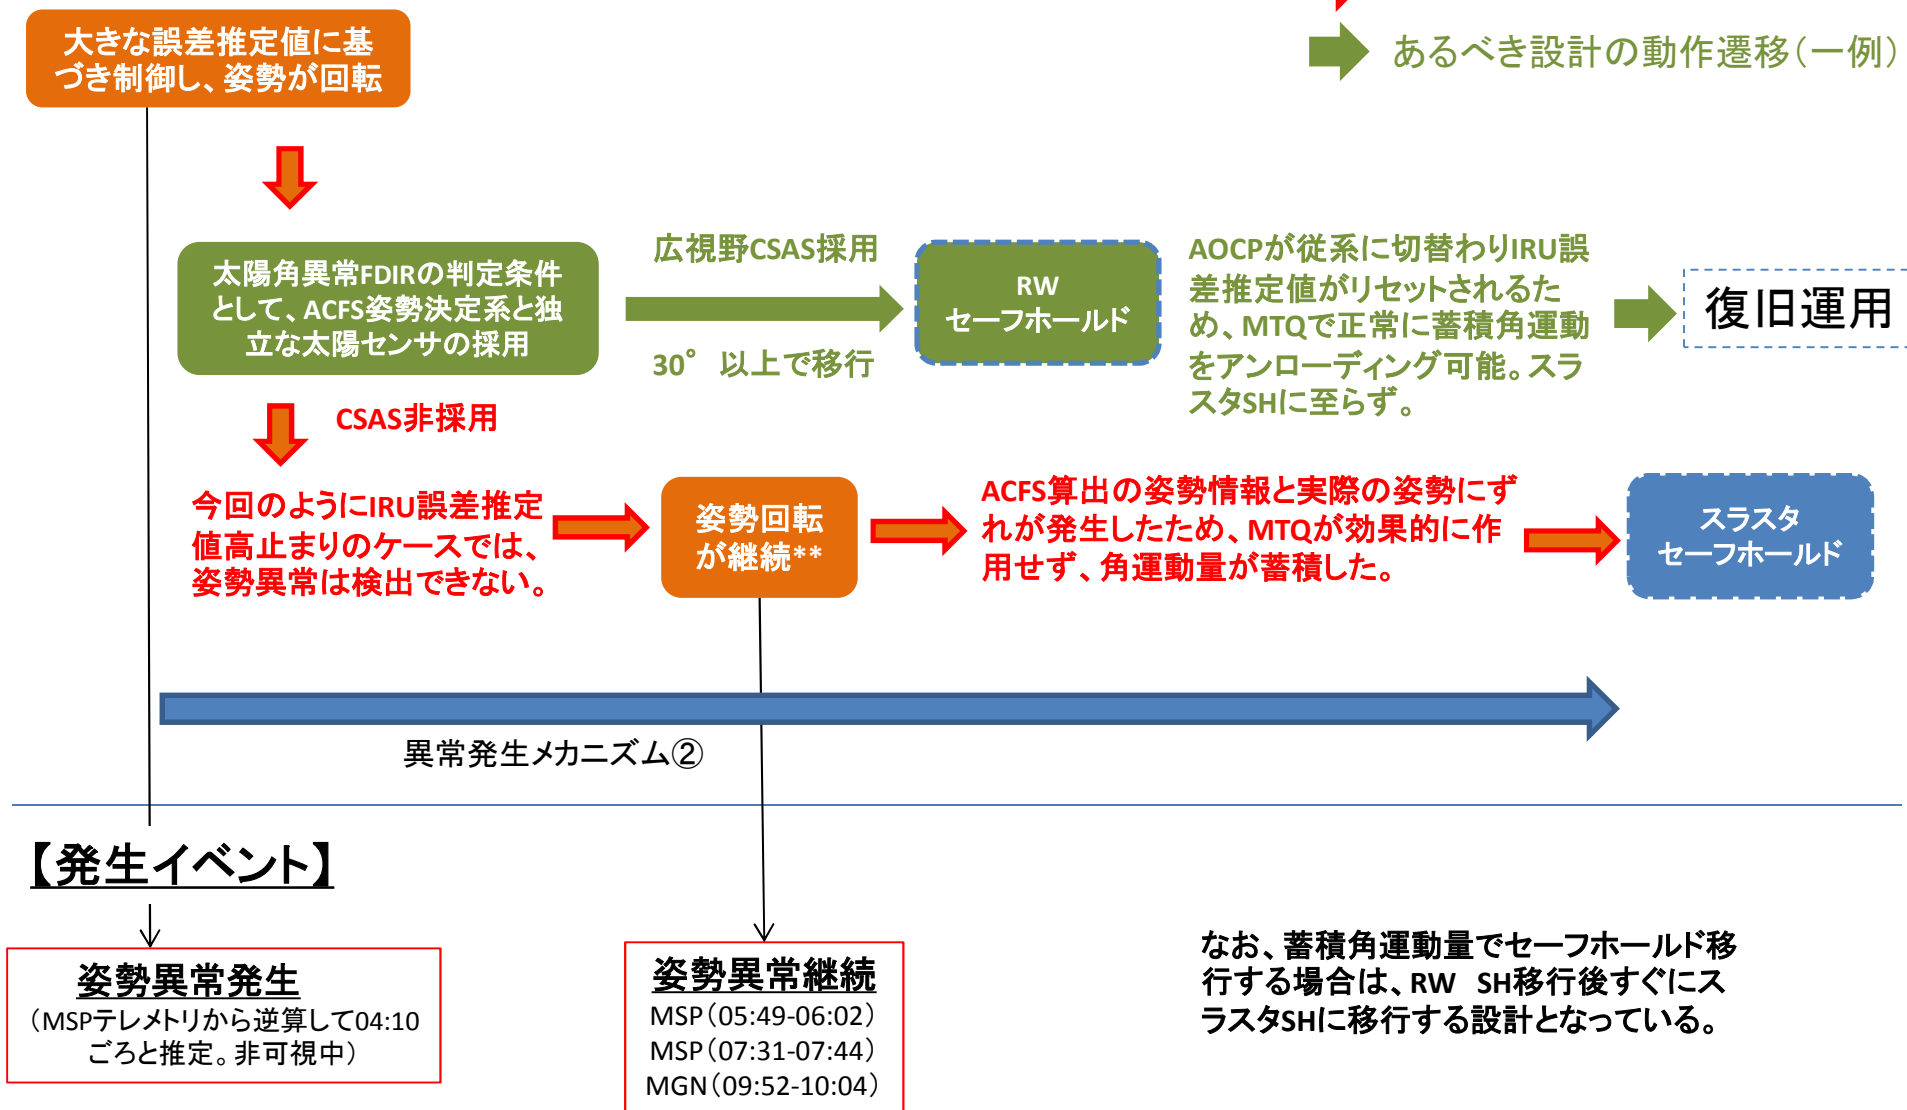 あるべき設計の動作遷移(一例)
大きな誤差推定値に基
づき制御し、姿勢が回転
太陽角異常FDIRの判定条件
として、ACFS姿勢決定系と独
立な太陽センサの採用
広視野CSAS採用
30° 以上で移行
RW
セーフホールド
AOCPが従系に切替わりIRU誤
差推定値がリセットされるた
め、MTQで正常に蓄積角運動
をアンローディング可能。スラ
スタSHに至らず。
復旧運用
CSAS非採用
今回のようにIRU誤差推定
値高止まりのケースでは、
姿勢異常は検出できない。
姿勢回転
が継続**
ACFS算出の姿勢情報と実際の姿勢にず
れが発生したため、MTQが効果的に作
用せず、角運動量が蓄積した。
スラスタ
セーフホールド
異常発生メカニズム②
【発生イベント】
姿勢異常発生
(MSPテレメトリから逆算して04:10
ごろと推定。非可視中)
姿勢異常継続
MSP(05:49-06:02)
MSP(07:31-07:44)
MGN(09:52-10:04)
なお、蓄積角運動量でセーフホールド移
行する場合は、RW SH移行後すぐにス
ラスタSHに移行する設計となっている。